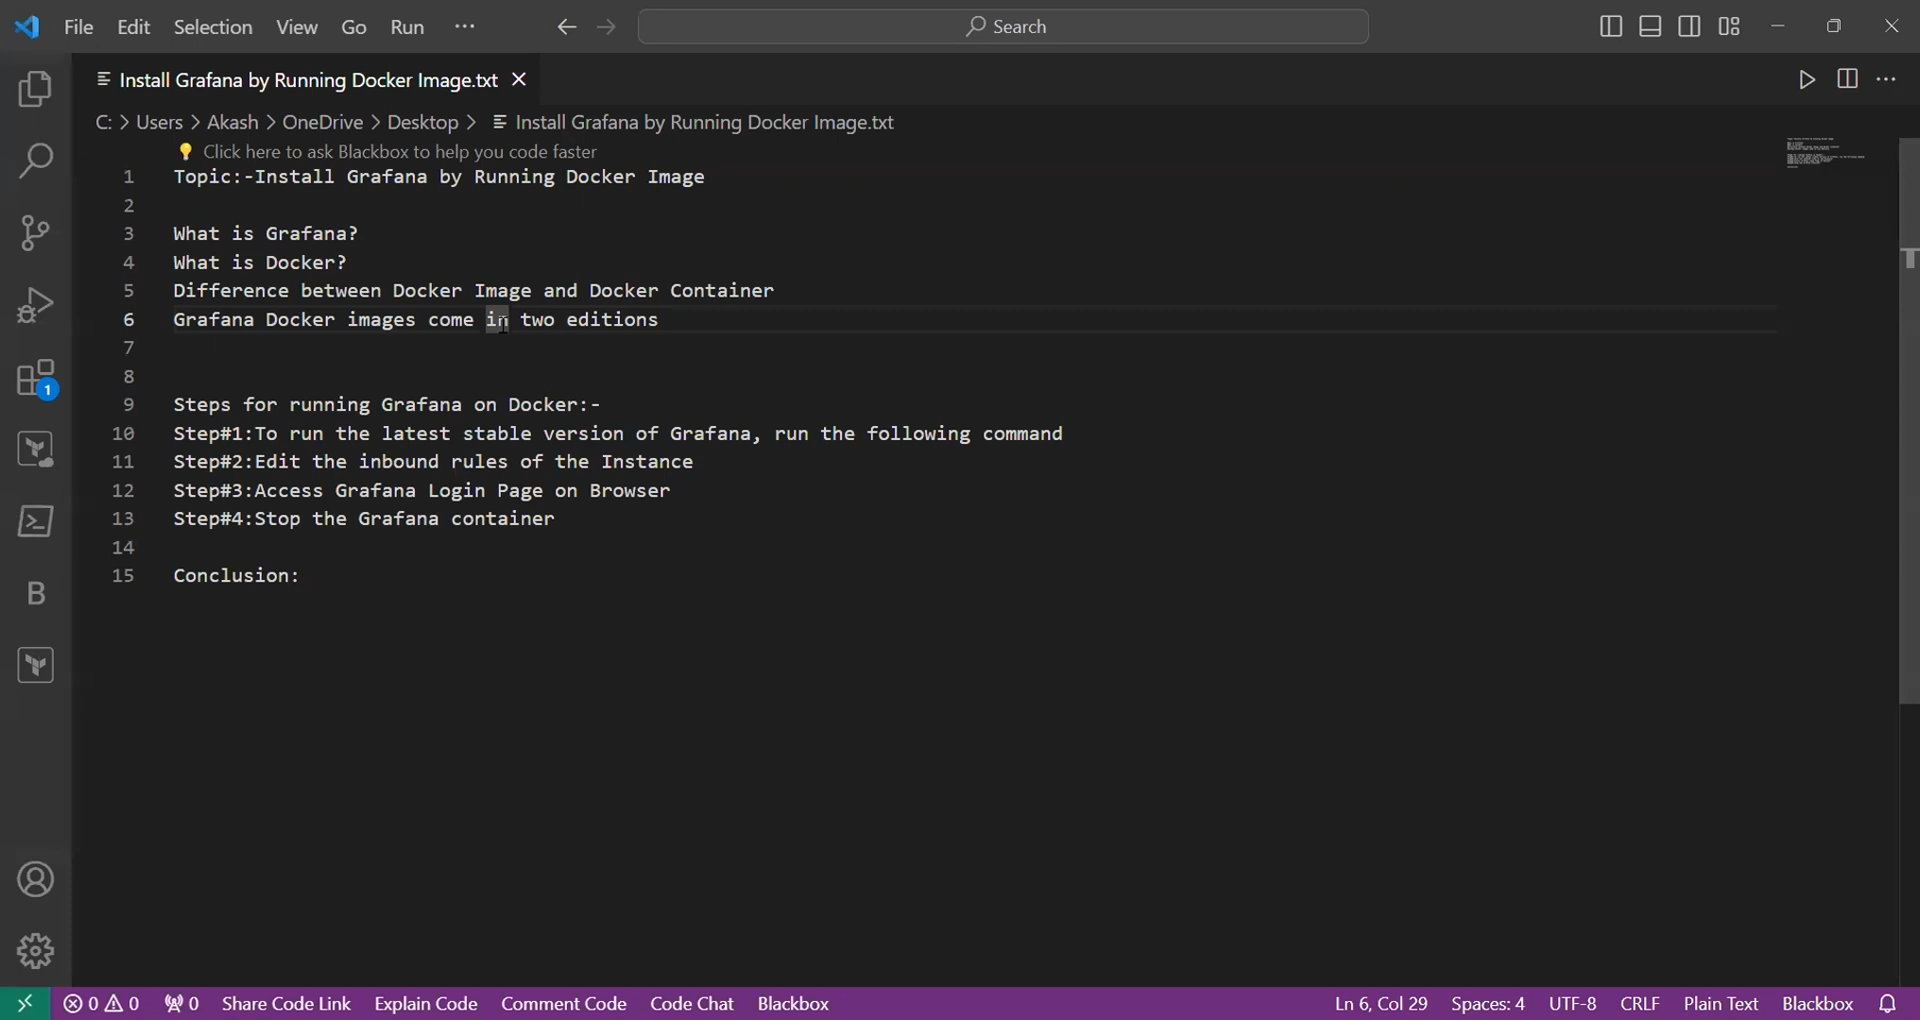 File Edit Selection View Go Run ··· Search
Install Grafana by Running Docker Image.txt
C: > Users > Akash > OneDrive > Desktop > Install Grafana by Running Docker Image.txt
Click here to ask Blackbox to help you code faster
1 Topic:-Install Grafana by Running Docker Image
2
3 What is Grafana?
4 What is Docker?
5 Difference between Docker Image and Docker Container
6 Grafana Docker images come in two editions
7
8
9 Steps for running Grafana on Docker:-
10 Step#1:To run the latest stable version of Grafana, run the following command
11 Step#2:Edit the inbound rules of the Instance
12 Step#3:Access Grafana Login Page on Browser
13 Step#4:Stop the Grafana container
14
15 Conclusion:
1
B
0 0 0 Share Code Link Explain Code Comment Code Code Chat Blackbox Ln 6, Col 29 Spaces: 4 UTF-8 CRLF Plain Text Blackbox